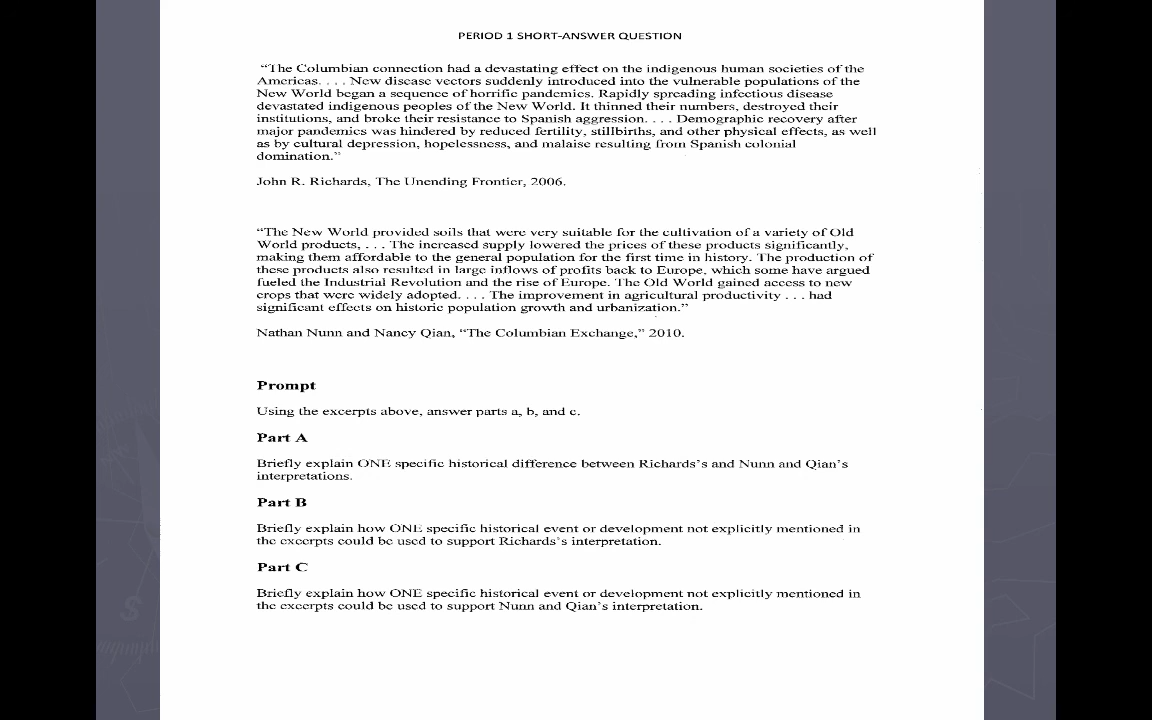 PERIOD 1 SHORT-ANSWER QUESTION
“The Columbian connection had a devastating effect on the indigenous human societies of the
Americas. . . . New disease vectors suddenly introduced into the vulnerable populations of the
New World began a sequence of horrific pandemics. Rapidly spreading infectious disease
devastated indigenous peoples of the New World. It thinned their numbers, destroyed their
institutions, and broke their resistance to Spanish aggression. . . . Demographic recovery after
major pandemics was hindered by reduced fertility, stillbirths, and other physical effects, as well
as by cultural depression, hopelessness, and malaise resulting from Spanish colonial
domination.”
John R. Richards, The Unending Frontier, 2006.
“The New World provided soils that were very suitable for the cultivation of a variety of Old
World products, . . . The increased supply lowered the prices of these products significantly,
making them affordable to the general population for the first time in history. The production of
these products also resulted in large inflows of profits back to Europe, which some have argued
fueled the Industrial Revolution and the rise of Europe. The Old World gained access to new
crops that were widely adopted. . . . The improvement in agricultural productivity . . . had
significant effects on historic population growth and urbanization.”
Nathan Nunn and Nancy Qian, “The Columbian Exchange,” 2010.
Prompt
Using the excerpts above, answer parts a, b, and c.
Part A
Briefly explain ONE specific historical difference between Richards’s and Nunn and Qian’s
interpretations.
Part B
Briefly explain how ONE specific historical event or development not explicitly mentioned in
the excerpts could be used to support Richards’s interpretation.
Part C
Briefly explain how ONE specific historical event or development not explicitly mentioned in
the excerpts could be used to support Nunn and Qian’s interpretation.
S